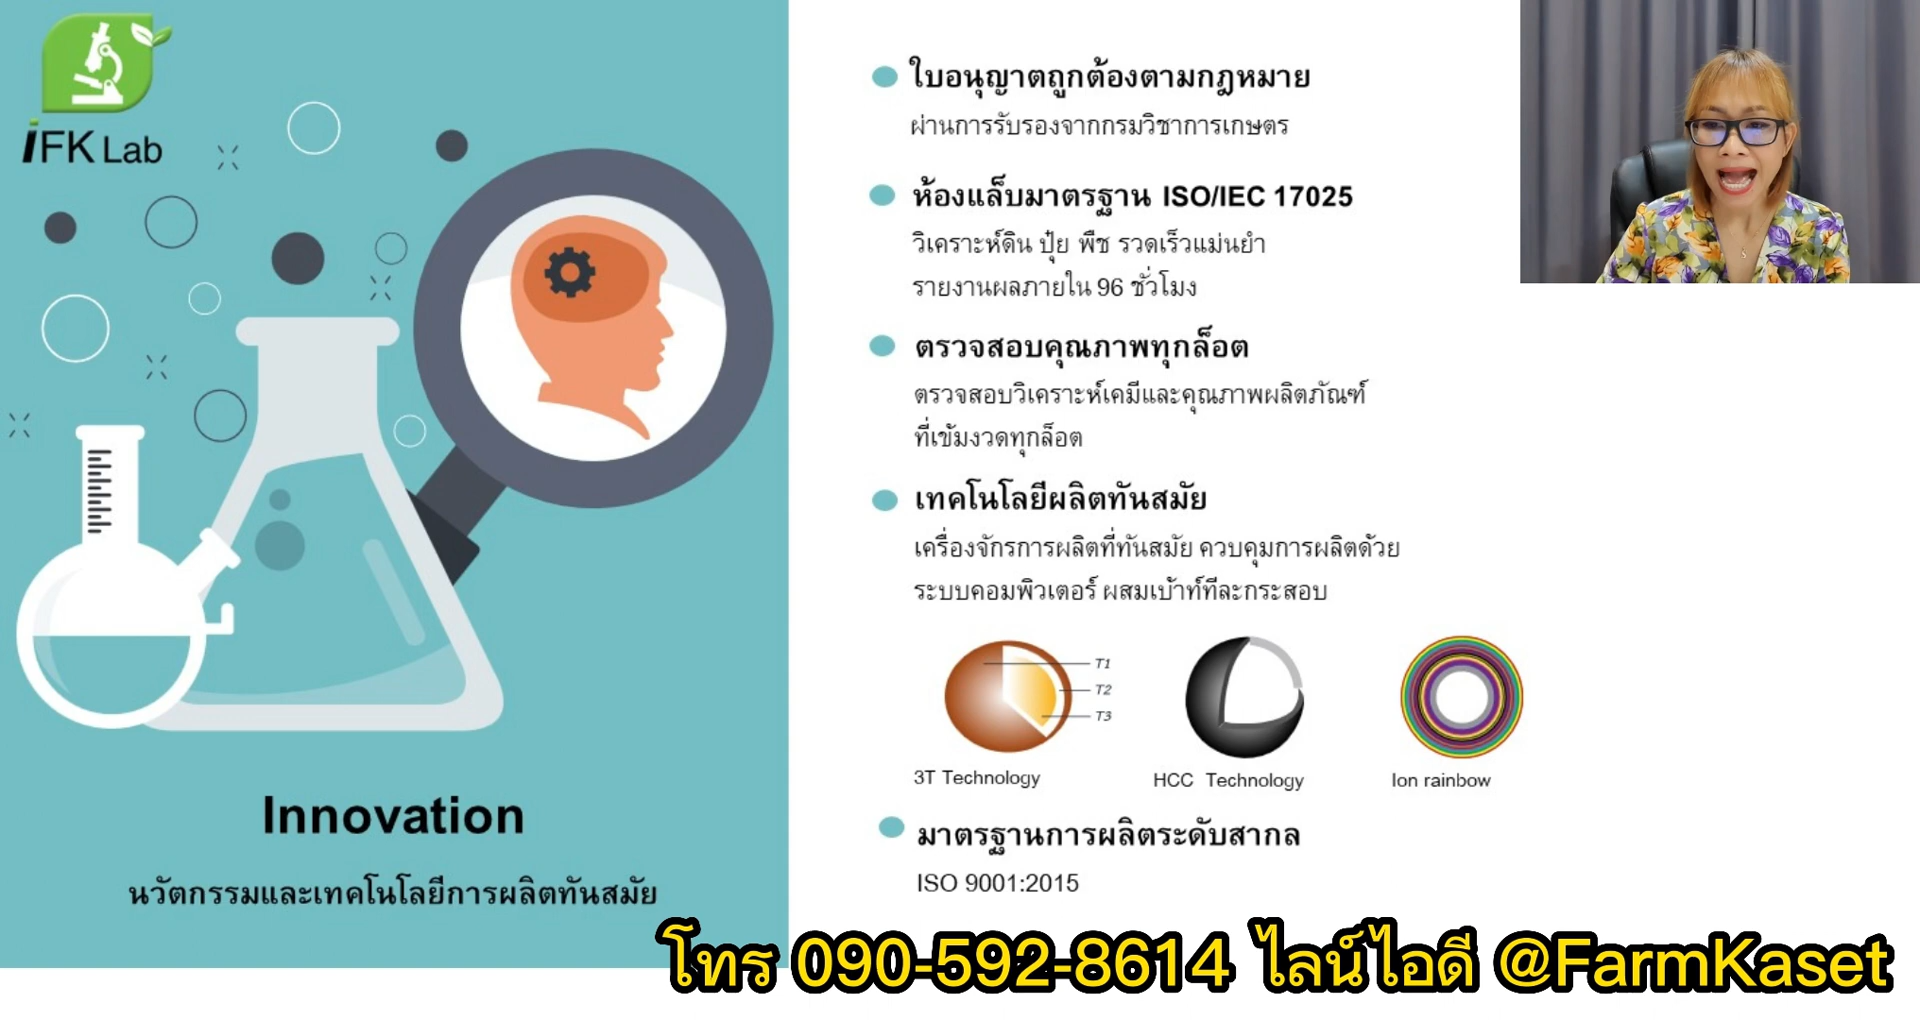 iFK Lab
Innovation
นวัตกรรมและเทคโนโลยีการผลิตทันสมัย
ใบอนุญาตถูกต้องตามกฎหมาย
ผ่านการรับรองจากกรมวิชาการเกษตร
ห้องแล็บมาตรฐาน ISO/IEC 17025
วิเคราะห์ดิน ปุ๋ย พืช รวดเร็วแม่นยำ
รายงานผลภายใน 96 ชั่วโมง
ตรวจสอบคุณภาพทุกล็อต
ตรวจสอบวิเคราะห์เคมีและคุณภาพผลิตภัณฑ์
ที่เข้มงวดทุกล็อต
เทคโนโลยีผลิตทันสมัย
เครื่องจักรการผลิตที่ทันสมัย ควบคุมการผลิตด้วย
ระบบคอมพิวเตอร์ ผสมเบ้าท์ทีละกระสอบ
T1
T2
T3
3T Technology
HCC Technology
Ion rainbow
มาตรฐานการผลิตระดับสากล
ISO 9001:2015
โทร 090-592-8614 ไลน์ไอดี @FarmKaset